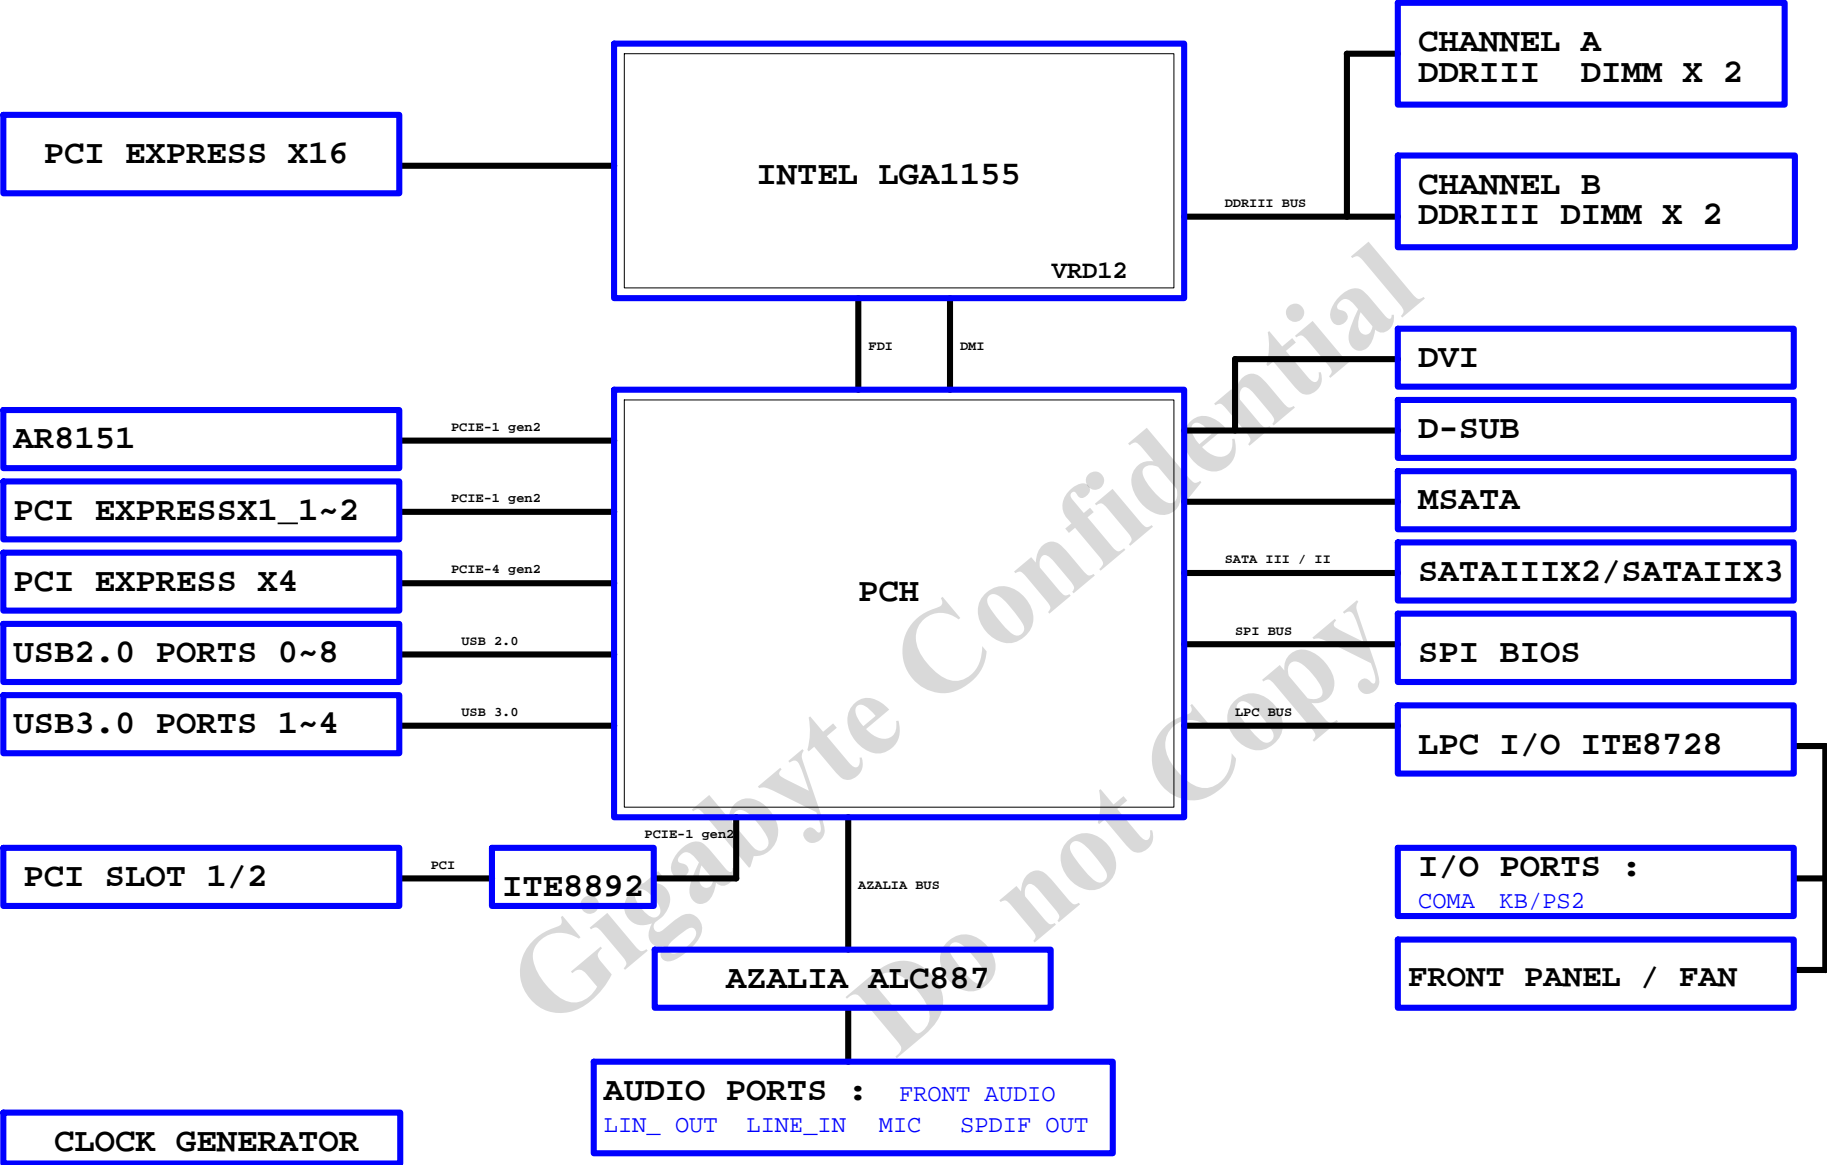 CHANNEL A
DDRIII DIMM X 2
PCI EXPRESS X16
INTEL LGA1155
VRD12
DDRIII BUS
CHANNEL B
DDRIII DIMM X 2
FDI
DMI
DVI
D-SUB
MSATA
SATA III / II
SATAIIIX2/SATAIIX3
SPI BUS
SPI BIOS
LPC BUS
LPC I/O ITE8728
I/O PORTS :
COMA KB/PS2
FRONT PANEL / FAN
AR8151
PCIE-1 gen2
PCI EXPRESSX1_1~2
PCIE-1 gen2
PCI EXPRESS X4
PCIE-4 gen2
USB2.0 PORTS 0~8
USB 2.0
USB3.0 PORTS 1~4
USB 3.0
PCH
PCIE-1 gen2
PCI SLOT 1/2
PCI
ITE8892
AZALIA BUS
AZALIA ALC887
AUDIO PORTS : FRONT AUDIO
LIN_ OUT LINE_IN MIC SPDIF OUT
CLOCK GENERATOR
Gigabyte Confidential
Do not Copy